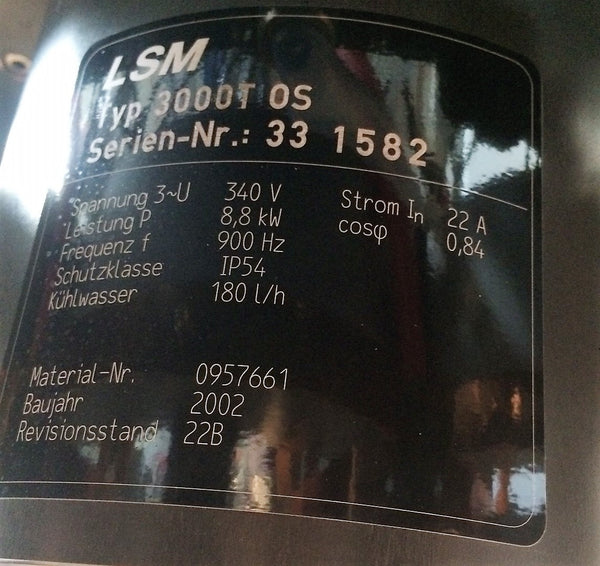 LSM
Typ 3000T OS
Serien-Nr.: 33 1582
Spannung 3~U 340 V Strom In 22 A
Leistung P 8,8 kW cosφ 0,84
Frequenz f 900 Hz
Schutzklasse IP54
Kühlwasser 180 l/h
Material-Nr. 0957661
Baujahr 2002
Revisionsstand 22B